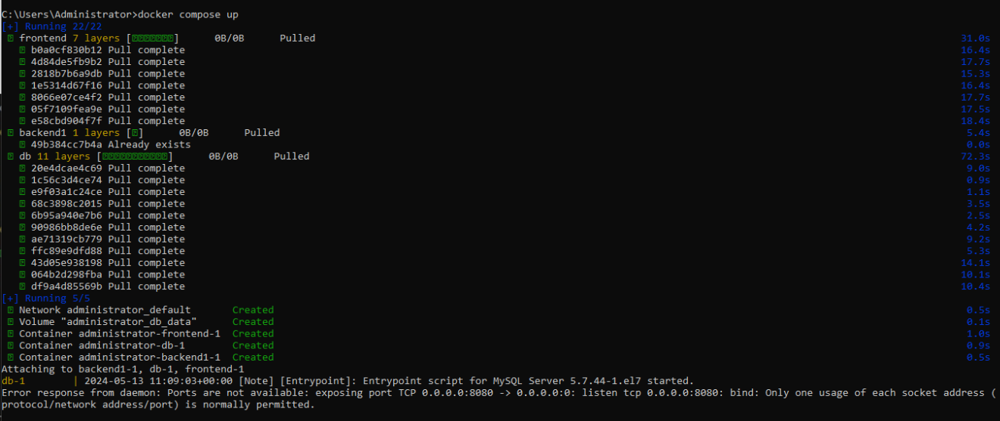 C:\Users\Administrator>docker compose up
[+] Running 22/22
frontend 7 layers [] 0B/0B Pulled 31.0s
b0a0cf830b12 Pull complete 16.4s
4d84de5fb9b2 Pull complete 17.7s
2818b7b6a9db Pull complete 15.3s
1e5314d67f16 Pull complete 16.4s
8066e07ce4f2 Pull complete 17.7s
05f7109fea9e Pull complete 17.5s
e58cbd904f7f Pull complete 18.4s
backend1 1 layers [] 0B/0B Pulled 5.4s
49b384cc7b4a Already exists 0.0s
db 11 layers [] 0B/0B Pulled 72.3s
20e4dcae4c69 Pull complete 9.0s
1c56c3d4ce74 Pull complete 0.9s
e9f03a1c24ce Pull complete 1.1s
68c3898c2015 Pull complete 3.5s
6b95a940e7b6 Pull complete 2.5s
90986bb8de6e Pull complete 4.2s
ae71319cb779 Pull complete 9.2s
ffc89e9dfd88 Pull complete 5.3s
43d05e938198 Pull complete 14.1s
064b2d298fba Pull complete 10.1s
df9a4d85569b Pull complete 10.4s
[+] Running 5/5
Network administrator_default Created 0.5s
Volume "administrator_db_data" Created 0.1s
Container administrator-frontend-1 Created 1.0s
Container administrator-db-1 Created 0.9s
Container administrator-backend1-1 Created 0.5s
Attaching to backend1-1, db-1, frontend-1
db-1 | 2024-05-13 11:09:03+00:00 [Note] [Entrypoint]: Entrypoint script for MySQL Server 5.7.44-1.el7 started.
Error response from daemon: Ports are not available: exposing port TCP 0.0.0.0:8080 -> 0.0.0.0:0: listen tcp 0.0.0.0:8080: bind: Only one usage of each socket address (
protocol/network address/port) is normally permitted.